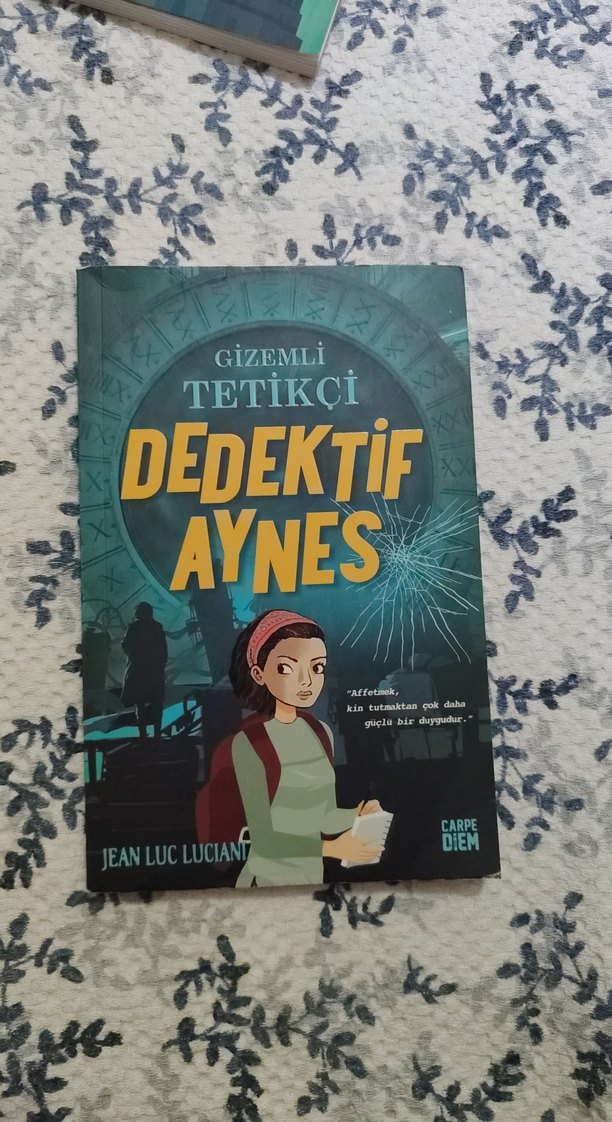 GİZEMLİ
TETİKÇİ
DEDEKTİF
AYNES
"Affetmek,
kin tutmaktan çok daha
güçlü bir duygudur."
JEAN LUC LUCIANI
CARPE
DIEM